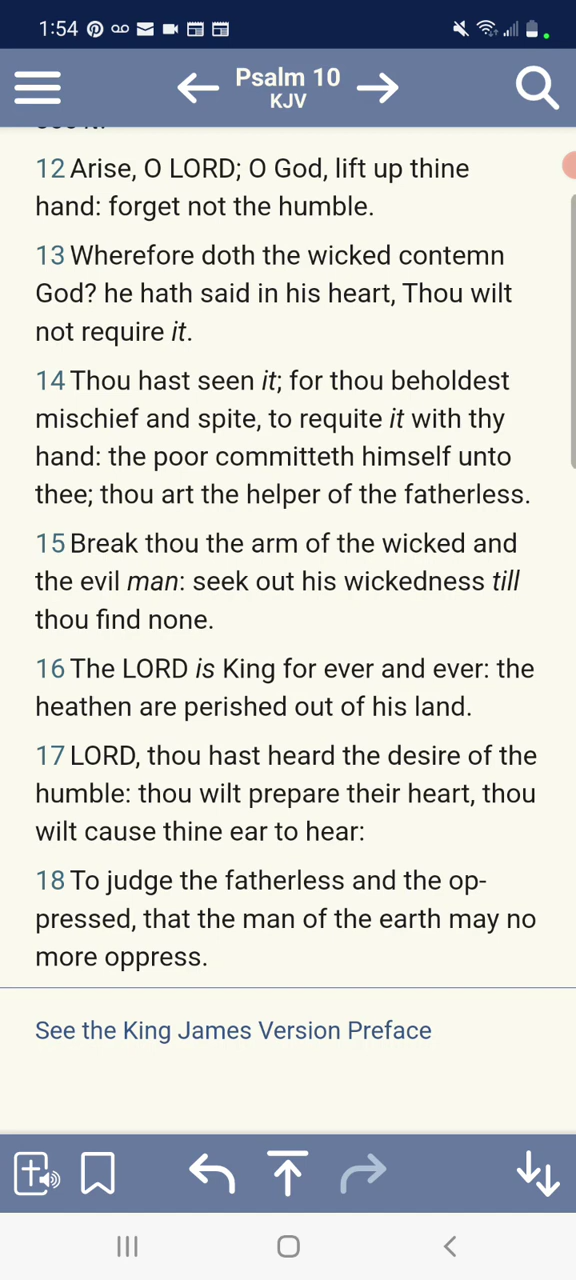 1:54
Psalm 10
KJV
12 Arise, O LORD; O God, lift up thine
hand: forget not the humble.
13 Wherefore doth the wicked contemn
God? he hath said in his heart, Thou wilt
not require it.
14 Thou hast seen it; for thou beholdest
mischief and spite, to requite it with thy
hand: the poor committeth himself unto
thee; thou art the helper of the fatherless.
15 Break thou the arm of the wicked and
the evil man: seek out his wickedness till
thou find none.
16 The LORD is King for ever and ever: the
heathen are perished out of his land.
17 LORD, thou hast heard the desire of the
humble: thou wilt prepare their heart, thou
wilt cause thine ear to hear:
18 To judge the fatherless and the op-
pressed, that the man of the earth may no
more oppress.
See the King James Version Preface